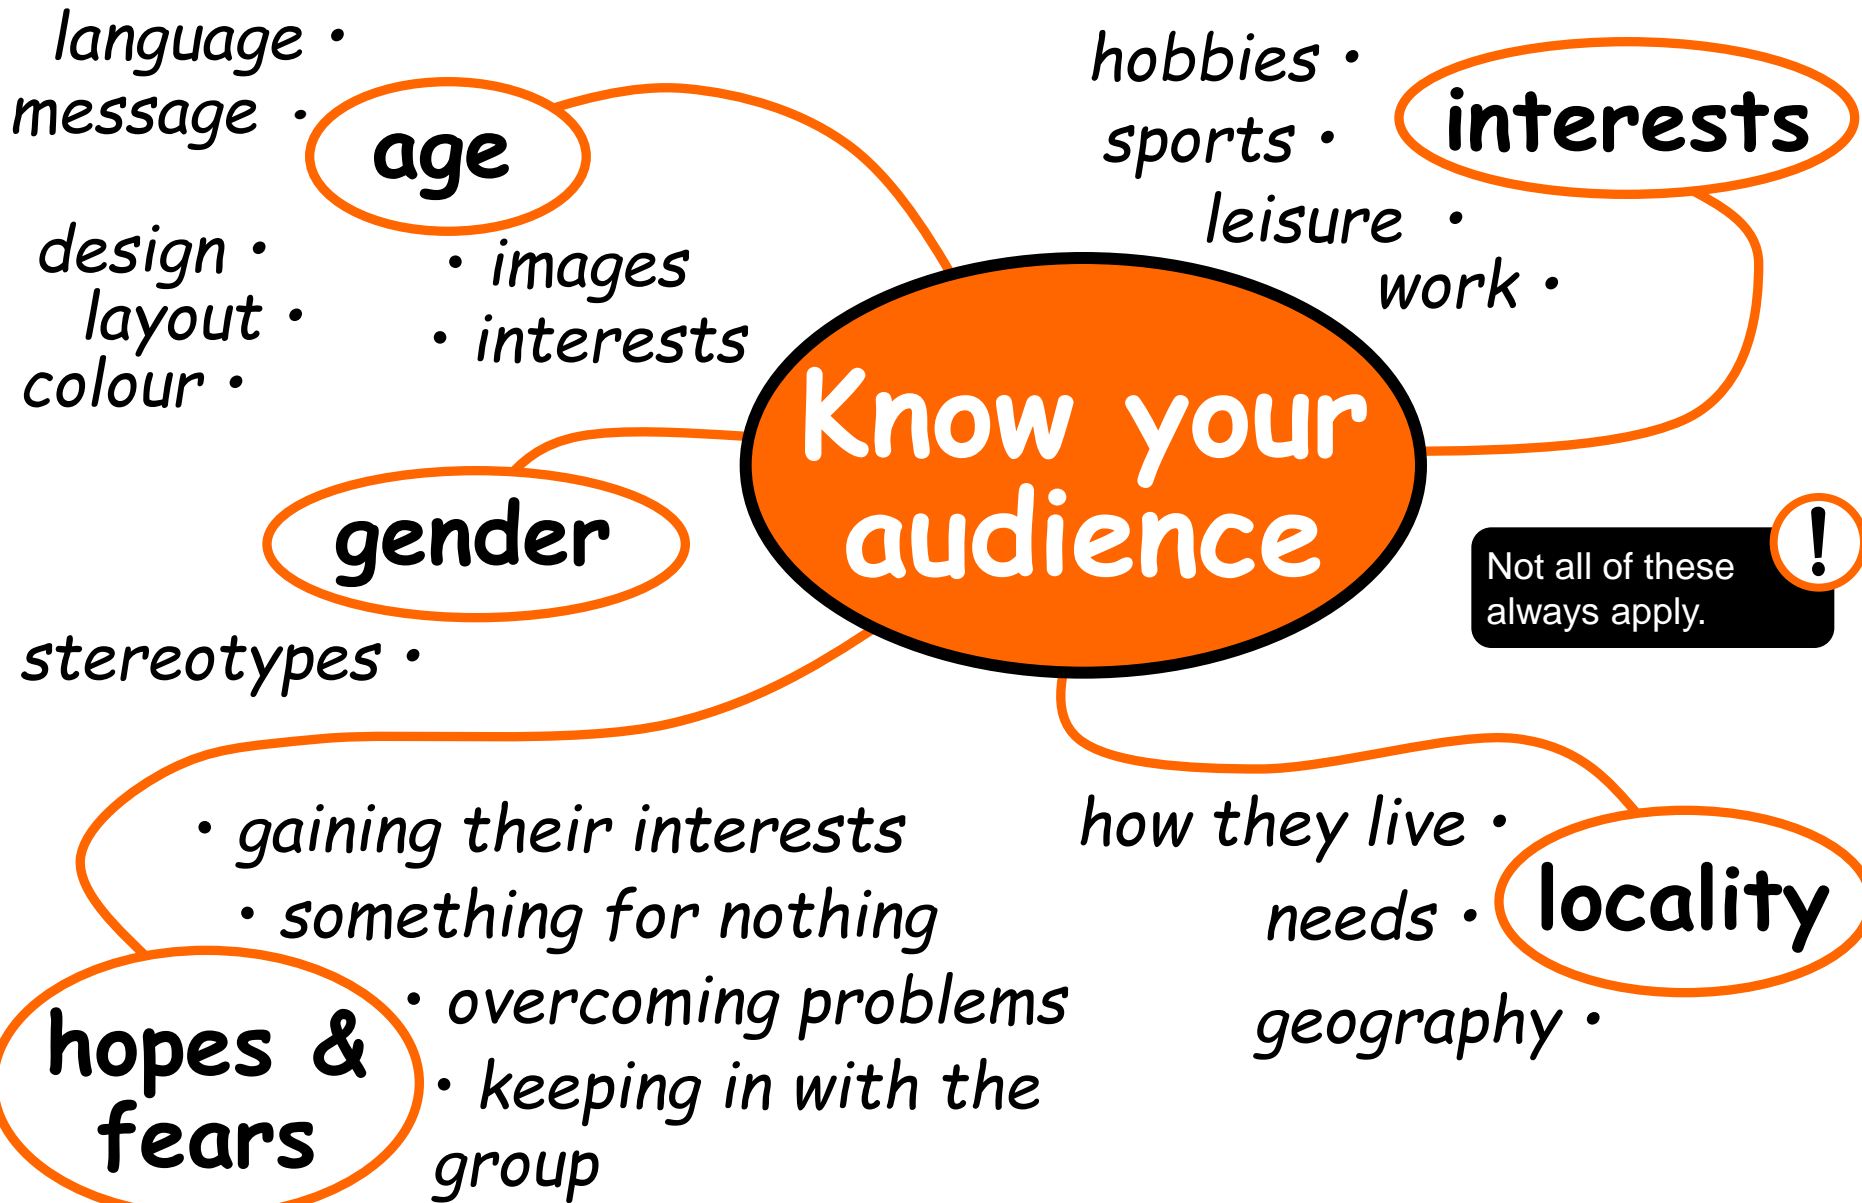 language •
message •
age
design •
layout •
colour •
• images
• interests
hobbies •
sports •
leisure •
work •
interests
Know your
audience
gender
stereotypes •
!
Not all of these
always apply.
• gaining their interests
• something for nothing
• overcoming problems
• keeping in with the
group
hopes &
fears
how they live •
needs •
geography •
locality